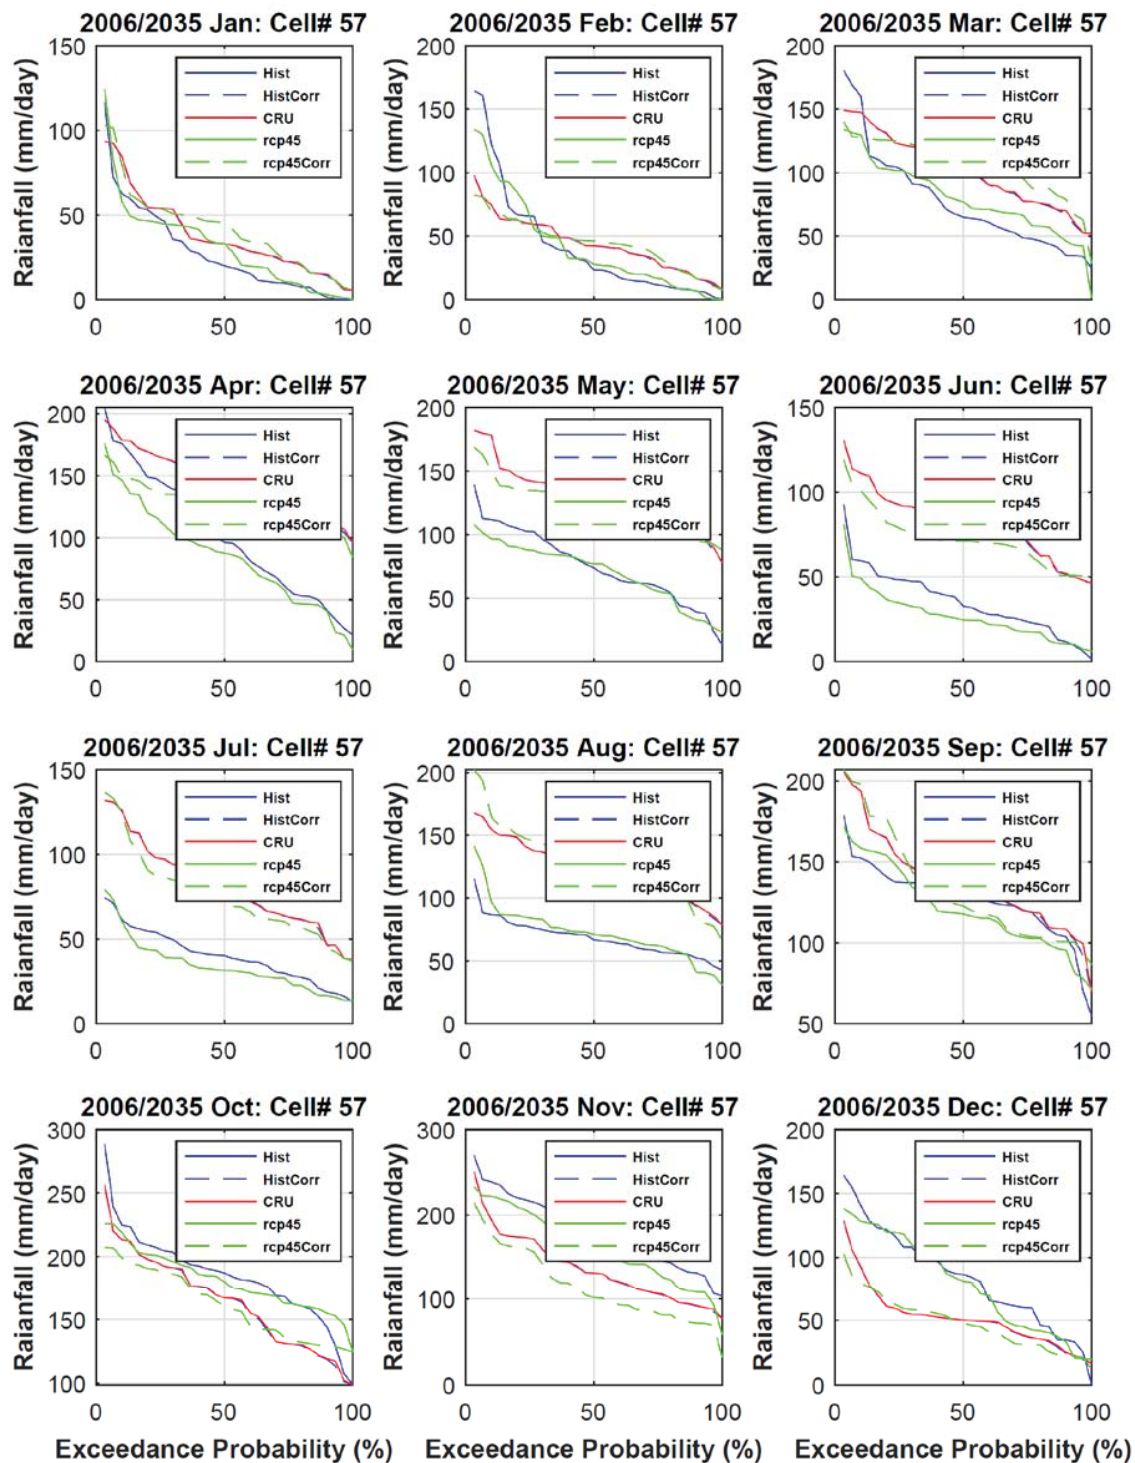 2006/2035 Jan: Cell# 57
Raianfall (mm/day)
150
100
50
0
0 50 100
Hist
HistCorr
CRU
rcp45
rcp45Corr
2006/2035 Feb: Cell# 57
Raianfall (mm/day)
200
150
100
50
0
0 50 100
Hist
HistCorr
CRU
rcp45
rcp45Corr
2006/2035 Mar: Cell# 57
Raianfall (mm/day)
200
150
100
50
0
0 50 100
Hist
HistCorr
CRU
rcp45
rcp45Corr
2006/2035 Apr: Cell# 57
Raianfall (mm/day)
200
150
100
50
0
0 50 100
Hist
HistCorr
CRU
rcp45
rcp45Corr
2006/2035 May: Cell# 57
Raianfall (mm/day)
200
150
100
50
0
0 50 100
Hist
HistCorr
CRU
rcp45
rcp45Corr
2006/2035 Jun: Cell# 57
Raianfall (mm/day)
150
100
50
0
0 50 100
Hist
HistCorr
CRU
rcp45
rcp45Corr
2006/2035 Jul: Cell# 57
Raianfall (mm/day)
150
100
50
0
0 50 100
Hist
HistCorr
CRU
rcp45
rcp45Corr
2006/2035 Aug: Cell# 57
Raianfall (mm/day)
200
150
100
50
0
0 50 100
Hist
HistCorr
CRU
rcp45
rcp45Corr
2006/2035 Sep: Cell# 57
Raianfall (mm/day)
200
150
100
50
0 50 100
Hist
HistCorr
CRU
rcp45
rcp45Corr
2006/2035 Oct: Cell# 57
Raianfall (mm/day)
300
250
200
150
100
0 50 100
Hist
HistCorr
CRU
rcp45
rcp45Corr
Exceedance Probability (%)
2006/2035 Nov: Cell# 57
Raianfall (mm/day)
300
200
100
0
0 50 100
Hist
HistCorr
CRU
rcp45
rcp45Corr
Exceedance Probability (%)
2006/2035 Dec: Cell# 57
Raianfall (mm/day)
200
150
100
50
0
0 50 100
Hist
HistCorr
CRU
rcp45
rcp45Corr
Exceedance Probability (%)